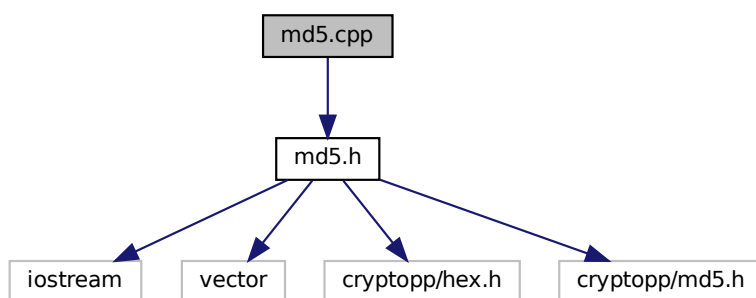 md5.cpp
md5.h
iostream
vector
cryptopp/hex.h
cryptopp/md5.h